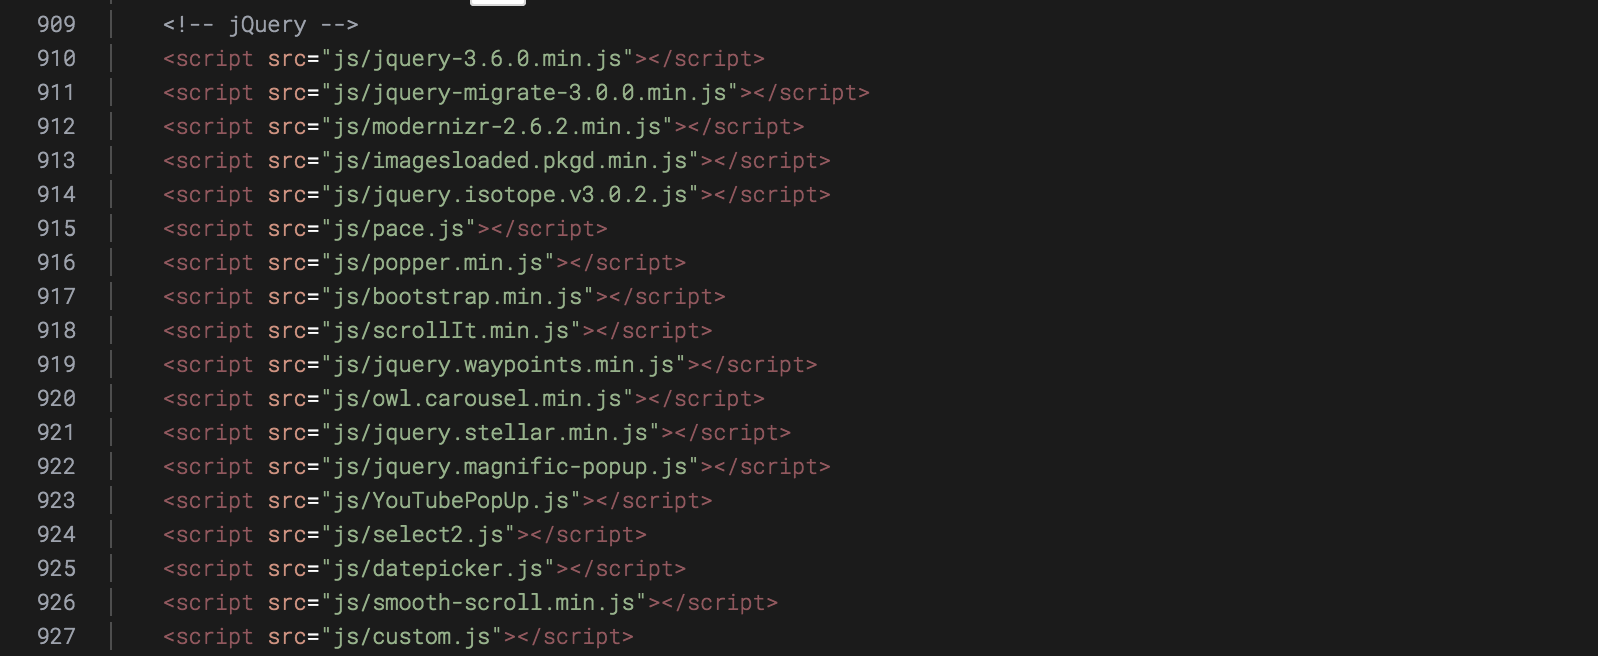 909 <!-- jQuery -->
910 <script src="js/jquery-3.6.0.min.js"></script>
911 <script src="js/jquery-migrate-3.0.0.min.js"></script>
912 <script src="js/modernizr-2.6.2.min.js"></script>
913 <script src="js/imagesloaded.pkgd.min.js"></script>
914 <script src="js/jquery.isotope.v3.0.2.js"></script>
915 <script src="js/pace.js"></script>
916 <script src="js/popper.min.js"></script>
917 <script src="js/bootstrap.min.js"></script>
918 <script src="js/scrollIt.min.js"></script>
919 <script src="js/jquery.waypoints.min.js"></script>
920 <script src="js/owl.carousel.min.js"></script>
921 <script src="js/jquery.stellar.min.js"></script>
922 <script src="js/jquery.magnific-popup.js"></script>
923 <script src="js/YouTubePopUp.js"></script>
924 <script src="js/select2.js"></script>
925 <script src="js/datepicker.js"></script>
926 <script src="js/smooth-scroll.min.js"></script>
927 <script src="js/custom.js"></script>